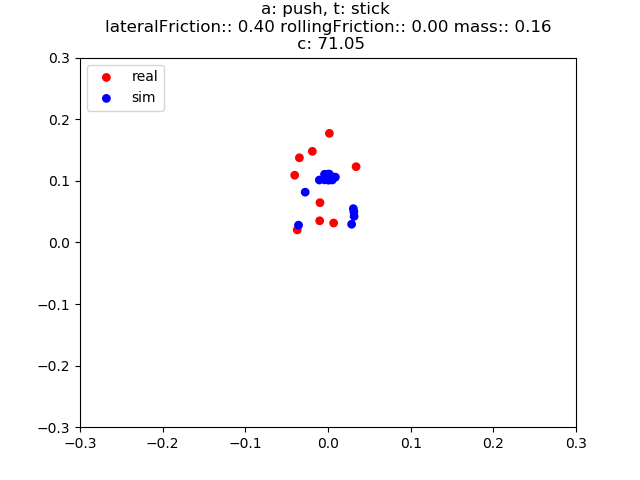 a: push, t: stick
lateralFriction:: 0.40 rollingFriction:: 0.00 mass:: 0.16
c: 71.05
real
sim
0.3
0.2
0.1
0.0
−0.1
−0.2
−0.3
−0.3 −0.2 −0.1 0.0 0.1 0.2 0.3